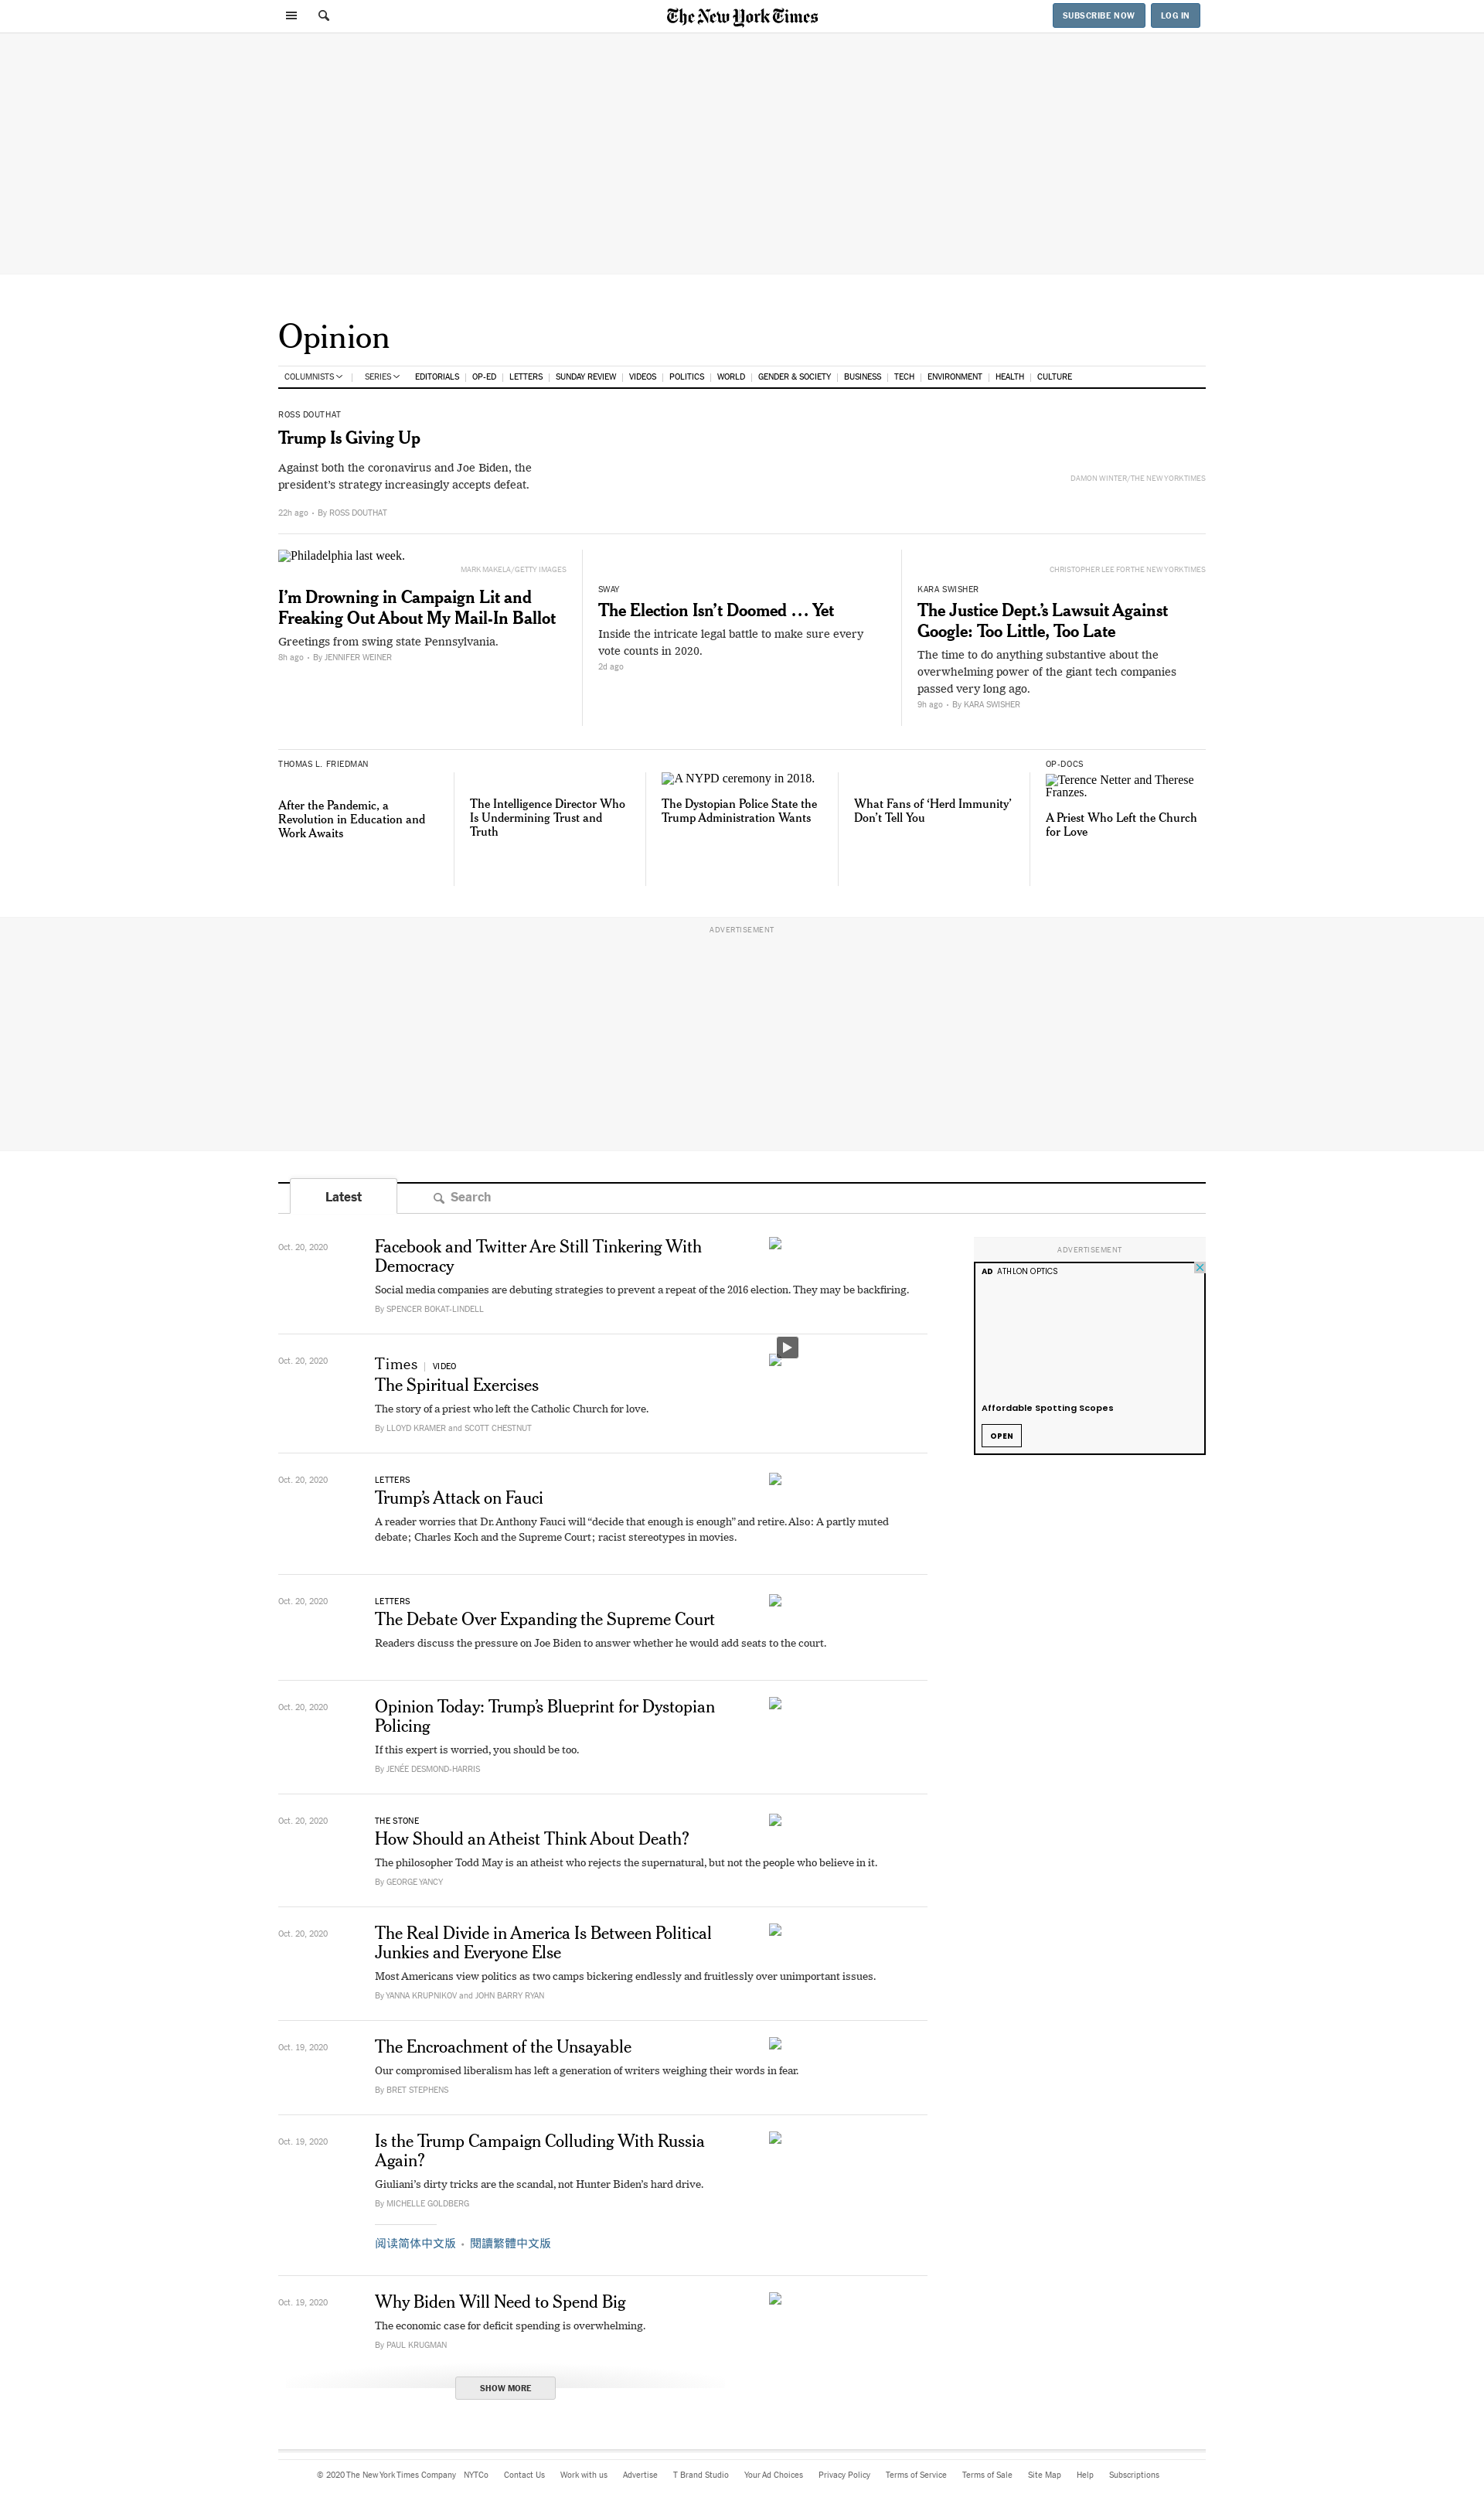 The New York Times
SUBSCRIBE NOW
LOG IN
Opinion
COLUMNISTS
SERIES
EDITORIALS
OP-ED
LETTERS
SUNDAY REVIEW
VIDEOS
POLITICS
WORLD
GENDER & SOCIETY
BUSINESS
TECH
ENVIRONMENT
HEALTH
CULTURE
ROSS DOUTHAT
Trump Is Giving Up
Against both the coronavirus and Joe Biden, the
president’s strategy increasingly accepts defeat.
DAMON WINTER/THE NEW YORK TIMES
22h ago • By ROSS DOUTHAT
Philadelphia last week.
MARK MAKELA/GETTY IMAGES
I’m Drowning in Campaign Lit and
Freaking Out About My Mail-In Ballot
Greetings from swing state Pennsylvania.
8h ago • By JENNIFER WEINER
SWAY
The Election Isn’t Doomed … Yet
Inside the intricate legal battle to make sure every
vote counts in 2020.
2d ago
CHRISTOPHER LEE FOR THE NEW YORK TIMES
KARA SWISHER
The Justice Dept.’s Lawsuit Against
Google: Too Little, Too Late
The time to do anything substantive about the
overwhelming power of the giant tech companies
passed very long ago.
9h ago • By KARA SWISHER
THOMAS L. FRIEDMAN
After the Pandemic, a
Revolution in Education and
Work Awaits
The Intelligence Director Who
Is Undermining Trust and
Truth
A NYPD ceremony in 2018.
The Dystopian Police State the
Trump Administration Wants
What Fans of ‘Herd Immunity’
Don’t Tell You
OP-DOCS
Terence Netter and Therese
Franzes.
A Priest Who Left the Church
for Love
ADVERTISEMENT
Latest
Search
Oct. 20, 2020
Facebook and Twitter Are Still Tinkering With
Democracy
Social media companies are debuting strategies to prevent a repeat of the 2016 election. They may be backfiring.
By SPENCER BOKAT-LINDELL
ADVERTISEMENT
AD ATHLON OPTICS
Affordable Spotting Scopes
OPEN
Oct. 20, 2020
Times | VIDEO
The Spiritual Exercises
The story of a priest who left the Catholic Church for love.
By LLOYD KRAMER and SCOTT CHESTNUT
Oct. 20, 2020
LETTERS
Trump’s Attack on Fauci
A reader worries that Dr. Anthony Fauci will “decide that enough is enough” and retire. Also: A partly muted
debate; Charles Koch and the Supreme Court; racist stereotypes in movies.
Oct. 20, 2020
LETTERS
The Debate Over Expanding the Supreme Court
Readers discuss the pressure on Joe Biden to answer whether he would add seats to the court.
Oct. 20, 2020
Opinion Today: Trump’s Blueprint for Dystopian
Policing
If this expert is worried, you should be too.
By JENÉE DESMOND-HARRIS
Oct. 20, 2020
THE STONE
How Should an Atheist Think About Death?
The philosopher Todd May is an atheist who rejects the supernatural, but not the people who believe in it.
By GEORGE YANCY
Oct. 20, 2020
The Real Divide in America Is Between Political
Junkies and Everyone Else
Most Americans view politics as two camps bickering endlessly and fruitlessly over unimportant issues.
By YANNA KRUPNIKOV and JOHN BARRY RYAN
Oct. 19, 2020
The Encroachment of the Unsayable
Our compromised liberalism has left a generation of writers weighing their words in fear.
By BRET STEPHENS
Oct. 19, 2020
Is the Trump Campaign Colluding With Russia
Again?
Giuliani’s dirty tricks are the scandal, not Hunter Biden’s hard drive.
By MICHELLE GOLDBERG
阅读简体中文版 • 閱讀繁體中文版
Oct. 19, 2020
Why Biden Will Need to Spend Big
The economic case for deficit spending is overwhelming.
By PAUL KRUGMAN
SHOW MORE
© 2020 The New York Times Company
NYTCo
Contact Us
Work with us
Advertise
T Brand Studio
Your Ad Choices
Privacy Policy
Terms of Service
Terms of Sale
Site Map
Help
Subscriptions